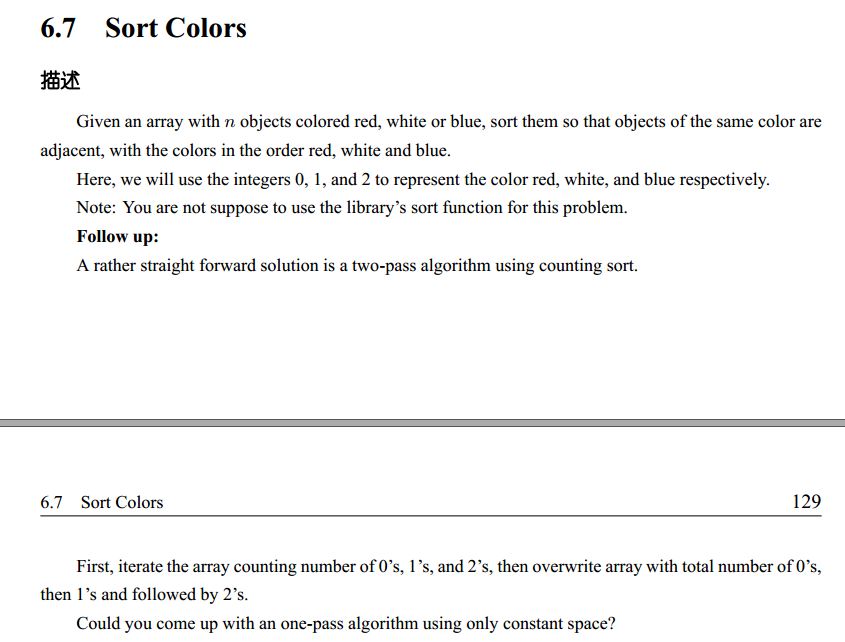 6.7 Sort Colors
描述
Given an array with n objects colored red, white or blue, sort them so that objects of the same color are
adjacent, with the colors in the order red, white and blue.
Here, we will use the integers 0, 1, and 2 to represent the color red, white, and blue respectively.
Note: You are not suppose to use the library’s sort function for this problem.
Follow up:
A rather straight forward solution is a two-pass algorithm using counting sort.
6.7 Sort Colors 129
First, iterate the array counting number of 0’s, 1’s, and 2’s, then overwrite array with total number of 0’s,
then 1’s and followed by 2’s.
Could you come up with an one-pass algorithm using only constant space?